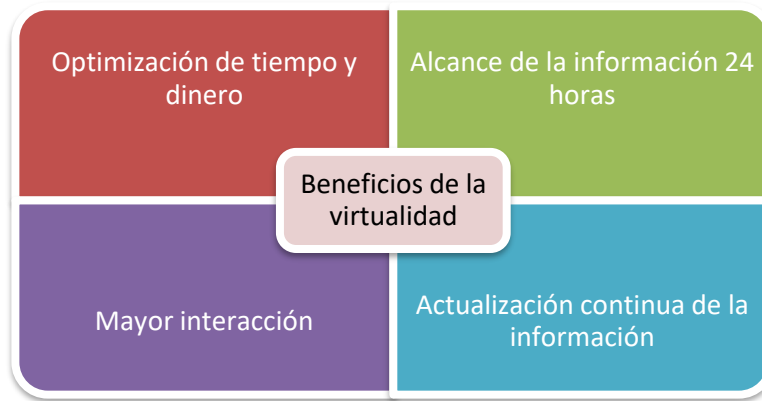 Optimización de tiempo y
dinero
Alcance de la información 24
horas
Beneficios de la
virtualidad
Mayor interacción
Actualización continua de la
información